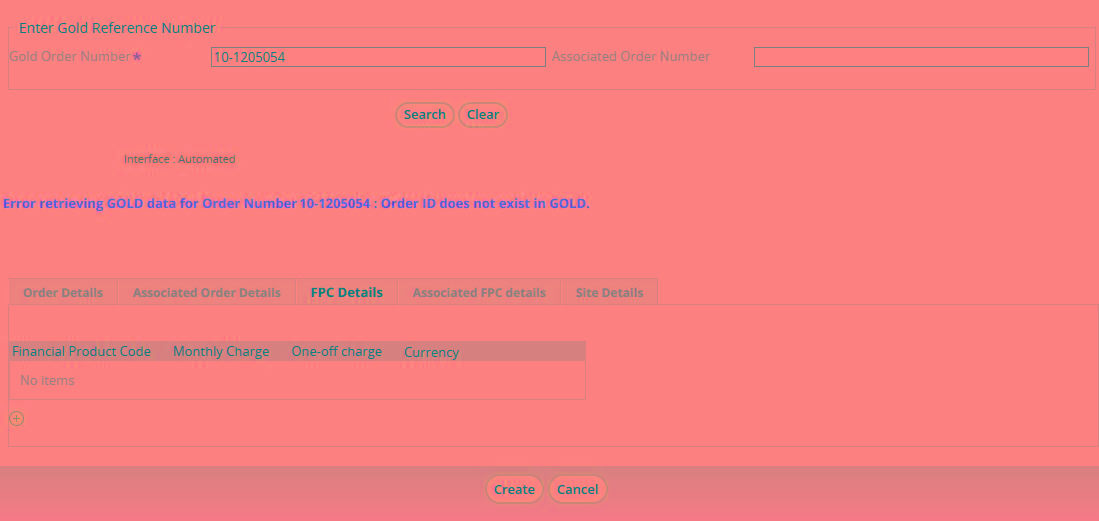 Enter Gold Reference Number
Gold Order Number* 10-1205054 Associated Order Number
Search Clear
Interface : Automated
Error retrieving GOLD data for Order Number 10-1205054 : Order ID does not exist in GOLD.
Order Details Associated Order Details FPC Details Associated FPC details Site Details
Financial Product Code Monthly Charge One-off charge Currency
No items
Create Cancel